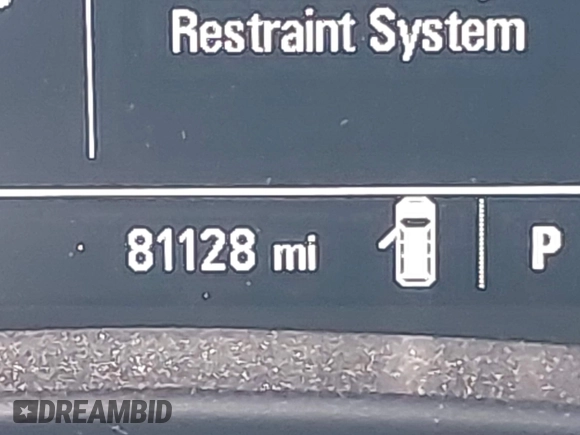 Restraint System
81128 mi
P
DREAMBID